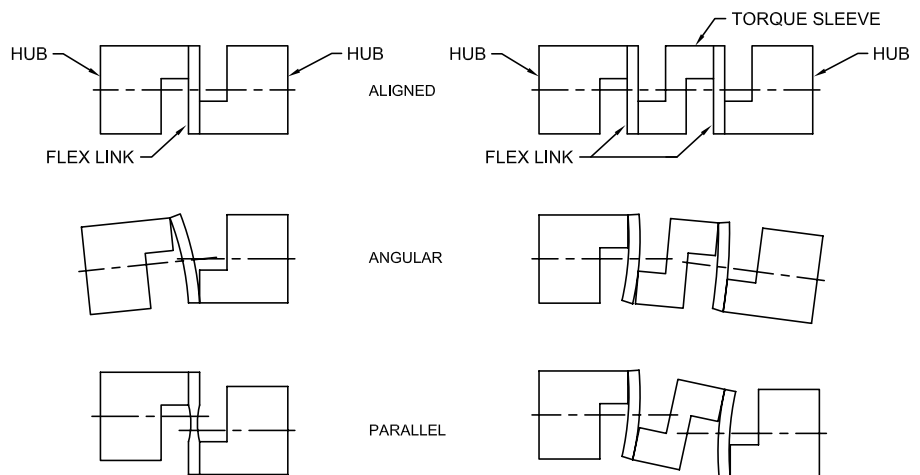 TORQUE SLEEVE
HUB
HUB
HUB
HUB
ALIGNED
FLEX LINK
FLEX LINK
ANGULAR
PARALLEL